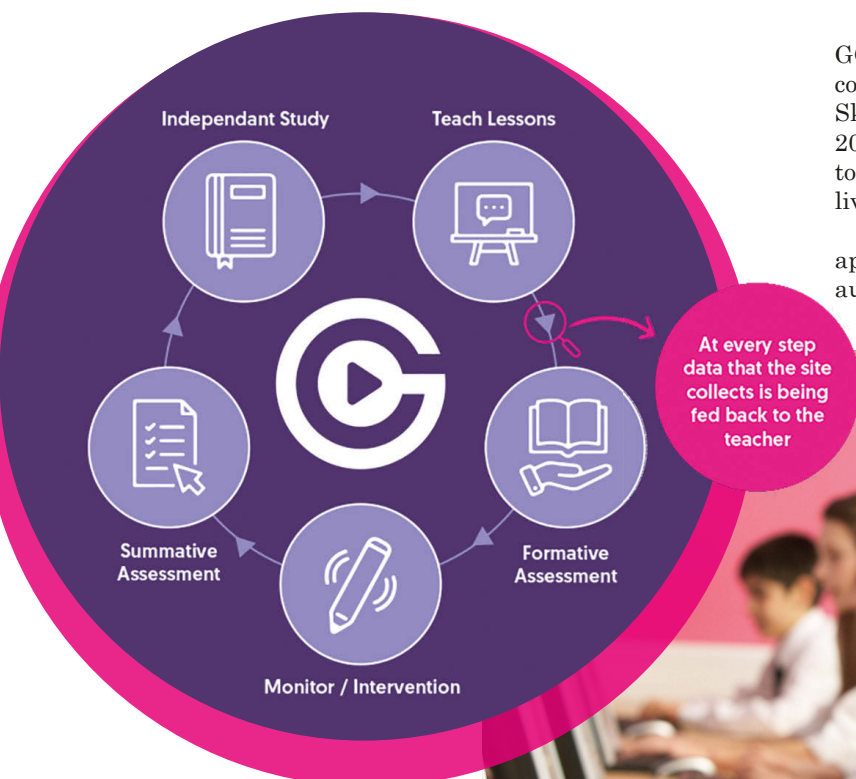 Independant Study
Teach Lessons
At every step
data that the site
collects is being
fed back to the
teacher
Summative
Assessment
Formative
Assessment
Monitor / Intervention
20